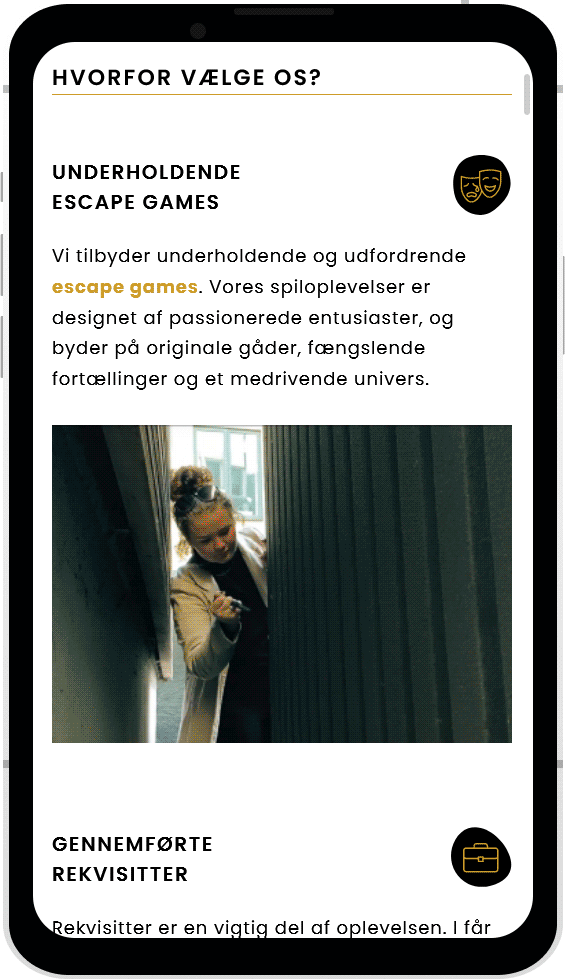 HVORFOR VÆLGE OS?
UNDERHOLDENDE
ESCAPE GAMES
Vi tilbyder underholdende og udfordrende
escape games. Vores spiloplevelser er
designet af passionerede entusiaster, og
byder på originale gåder, fængslende
fortællinger og et medrivende univers.
GENNEMFØRTE
REKVISITTER
Rekvisitter er en vigtig del af oplevelsen. I får